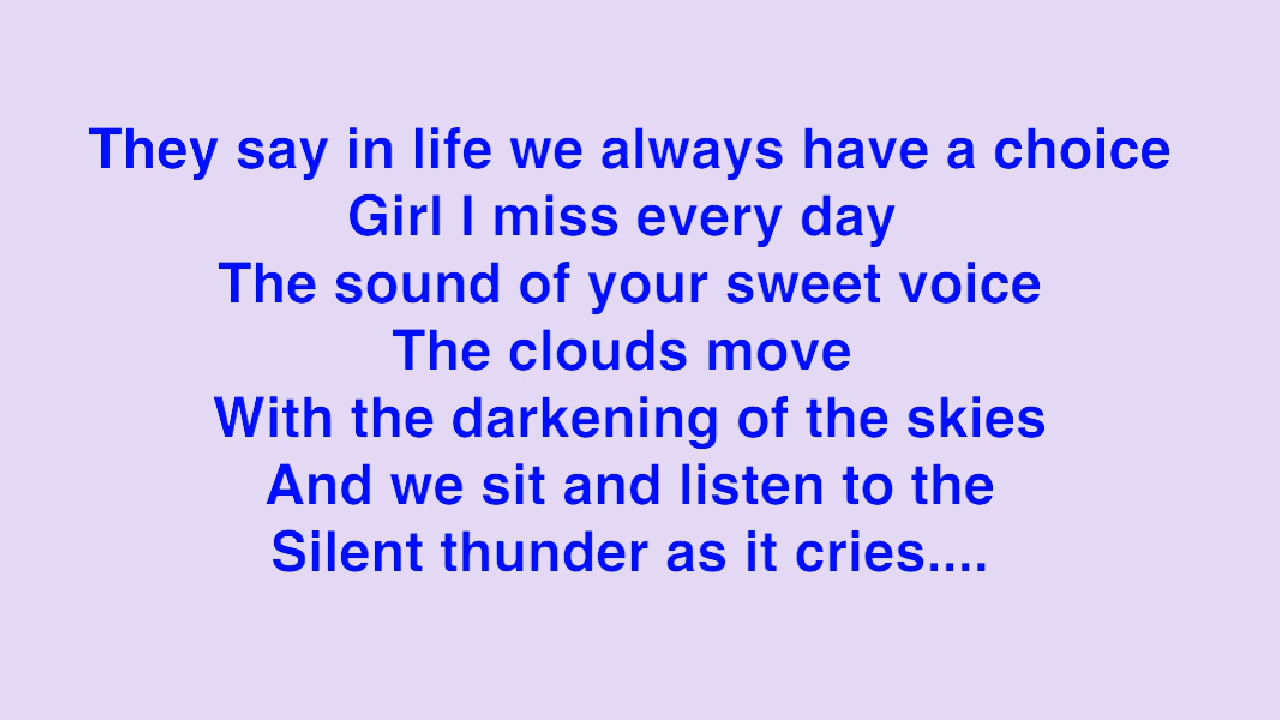 They say in life we always have a choice
Girl I miss every day
The sound of your sweet voice
The clouds move
With the darkening of the skies
And we sit and listen to the
Silent thunder as it cries....